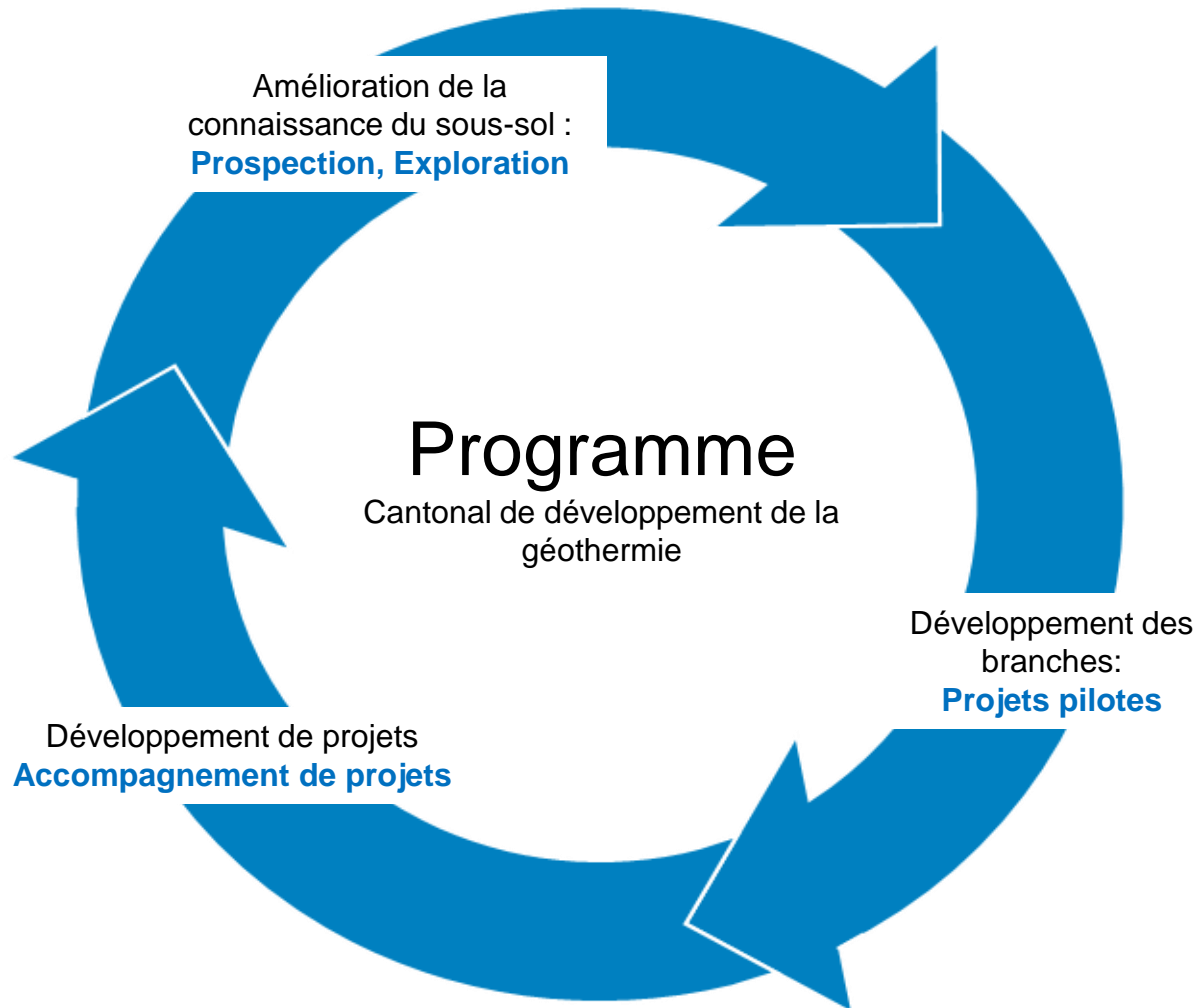 Amélioration de la
connaissance du sous-sol :
Prospection, Exploration
Programme
Cantonal de développement de la
géothermie
Développement des
branches:
Projets pilotes
Développement de projets
Accompagnement de projets